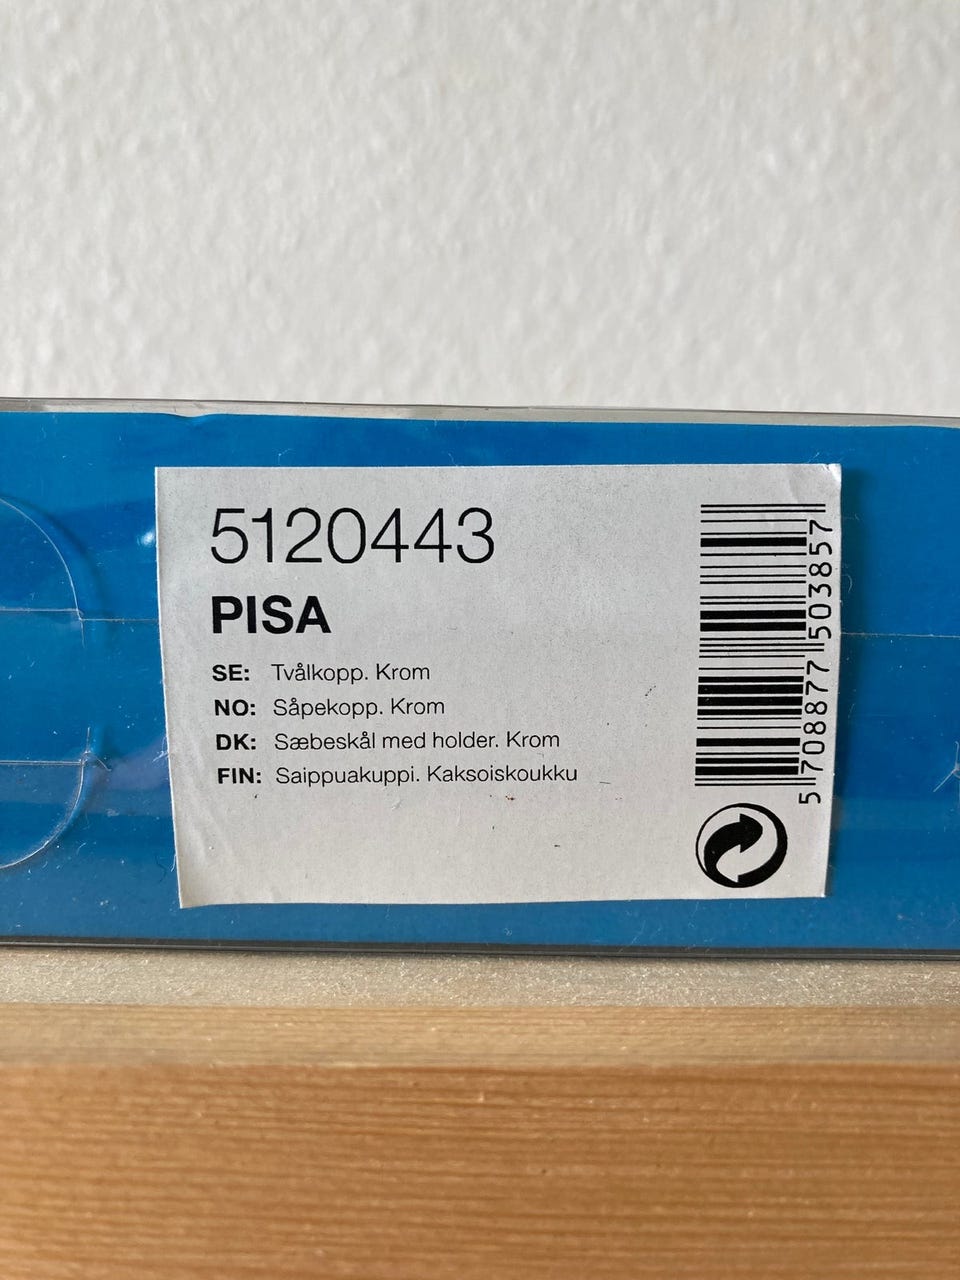 5120443
PISA
SE: Tvålkopp. Krom
NO: Såpekopp. Krom
DK: Sæbeskål med holder. Krom
FIN: Saippuakuppi. Kaksoiskoukku
5 708877 503857